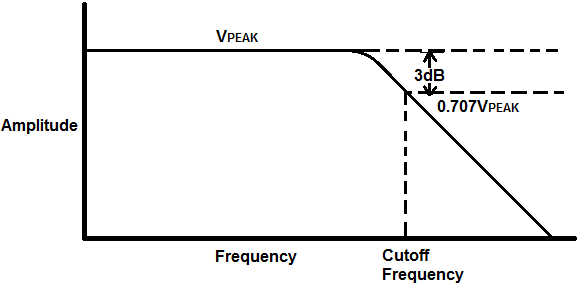 VPEAK
3dB
0.707VPEAK
Amplitude
Frequency
Cutoff
Frequency